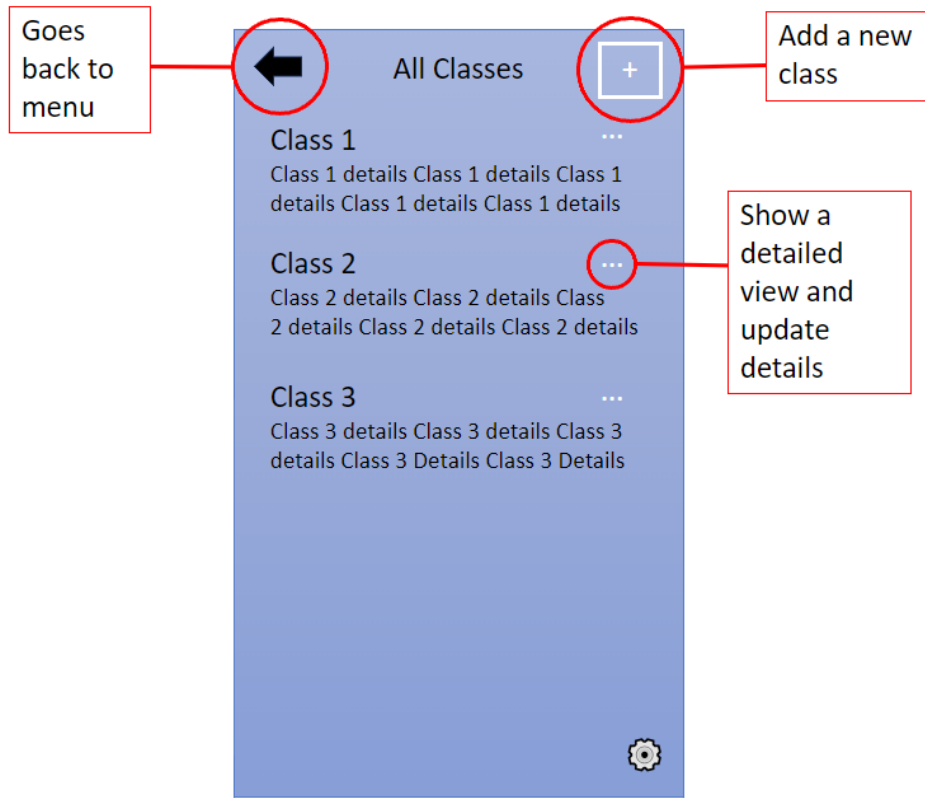 Goes
back to
menu
All Classes
+
Add a new
class
Class 1
...
Class 1 details Class 1 details Class 1
details Class 1 details Class 1 details
Class 2
...
Class 2 details Class 2 details Class
2 details Class 2 details Class 2 details
Show a
detailed
view and
update
details
Class 3
...
Class 3 details Class 3 details Class 3
details Class 3 Details Class 3 Details